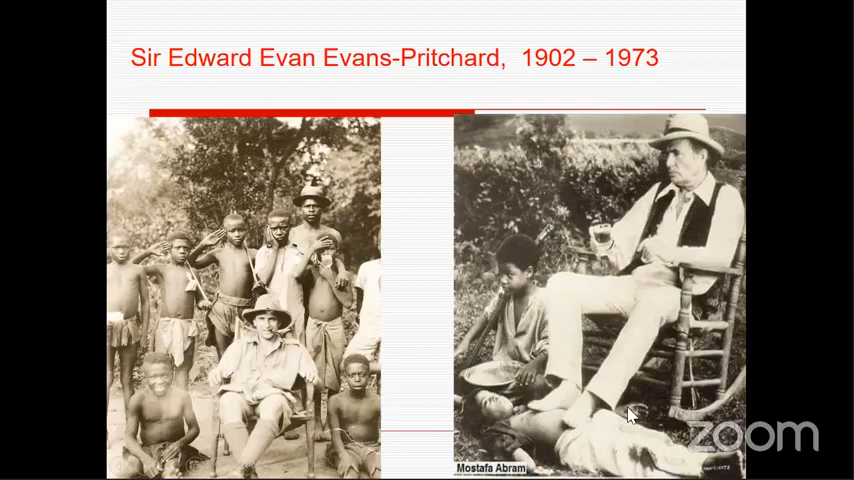 Sir Edward Evan Evans-Pritchard, 1902 – 1973
Mostafa Abram
zoom